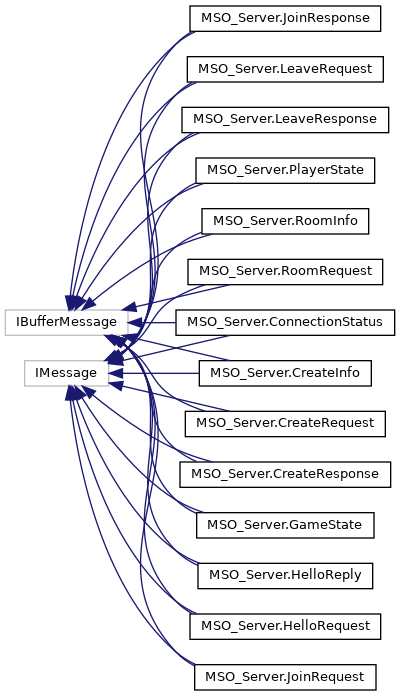 MSO_Server.JoinResponse
MSO_Server.LeaveRequest
MSO_Server.LeaveResponse
MSO_Server.PlayerState
MSO_Server.RoomInfo
MSO_Server.RoomRequest
IBufferMessage
MSO_Server.ConnectionStatus
IMessage
MSO_Server.CreateInfo
MSO_Server.CreateRequest
MSO_Server.CreateResponse
MSO_Server.GameState
MSO_Server.HelloReply
MSO_Server.HelloRequest
MSO_Server.JoinRequest